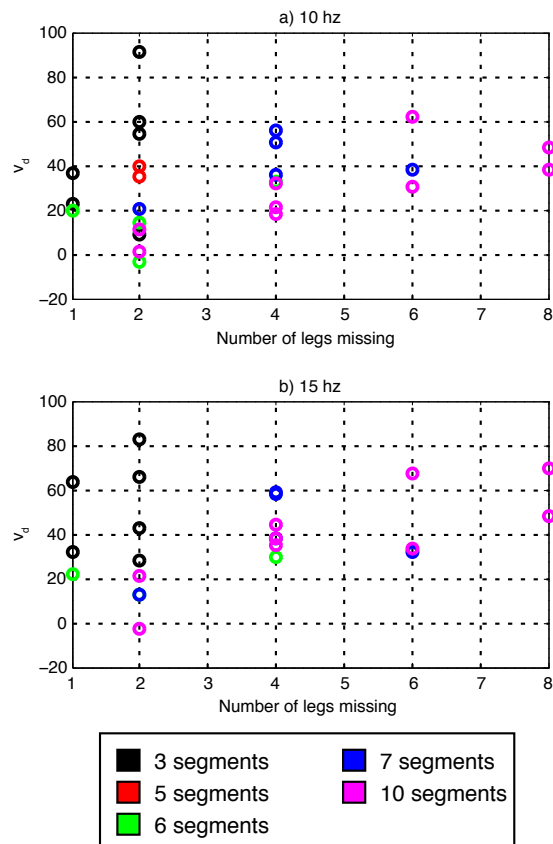 a) 10 hz
100
80
60
40
20
0
−20
v_d
1 2 3 4 5 6 7 8
Number of legs missing
b) 15 hz
100
80
60
40
20
0
−20
v_d
1 2 3 4 5 6 7 8
Number of legs missing
3 segments 7 segments
5 segments 10 segments
6 segments